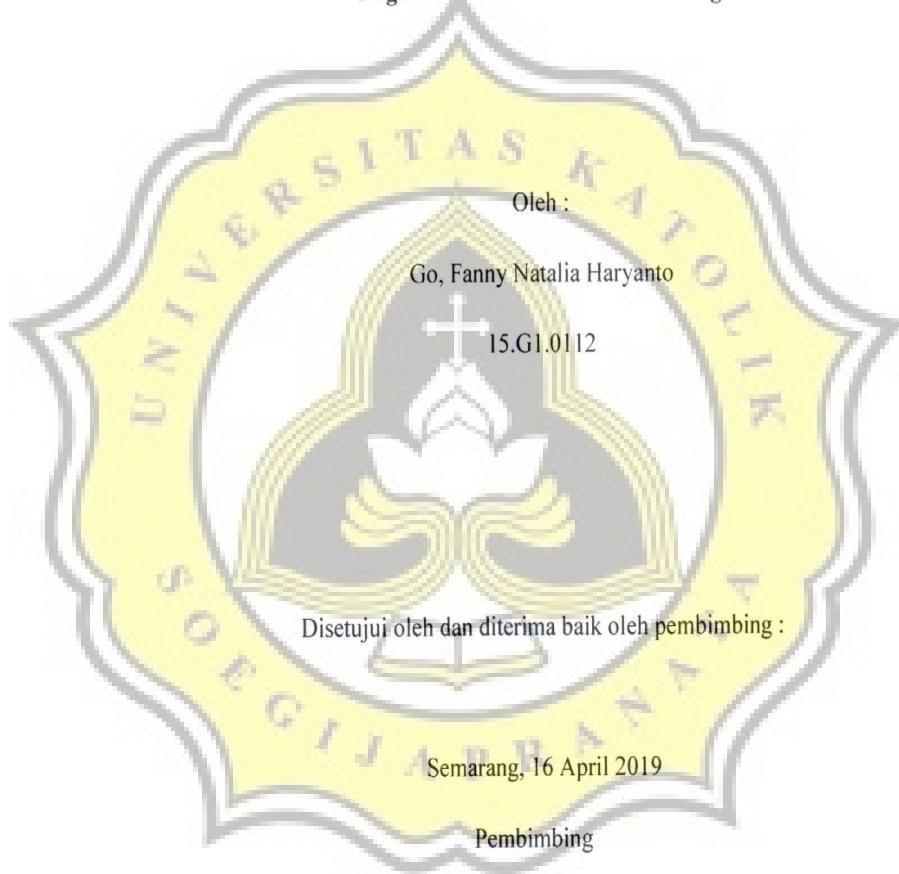 UNIVERSITAS KATOLIK
Oleh :
Go, Fanny Natalia Haryanto
15.G1.0112
Disetujui oleh dan diterima baik oleh pembimbing :
SOEGIJAPRANATA
Semarang, 16 April 2019
Pembimbing